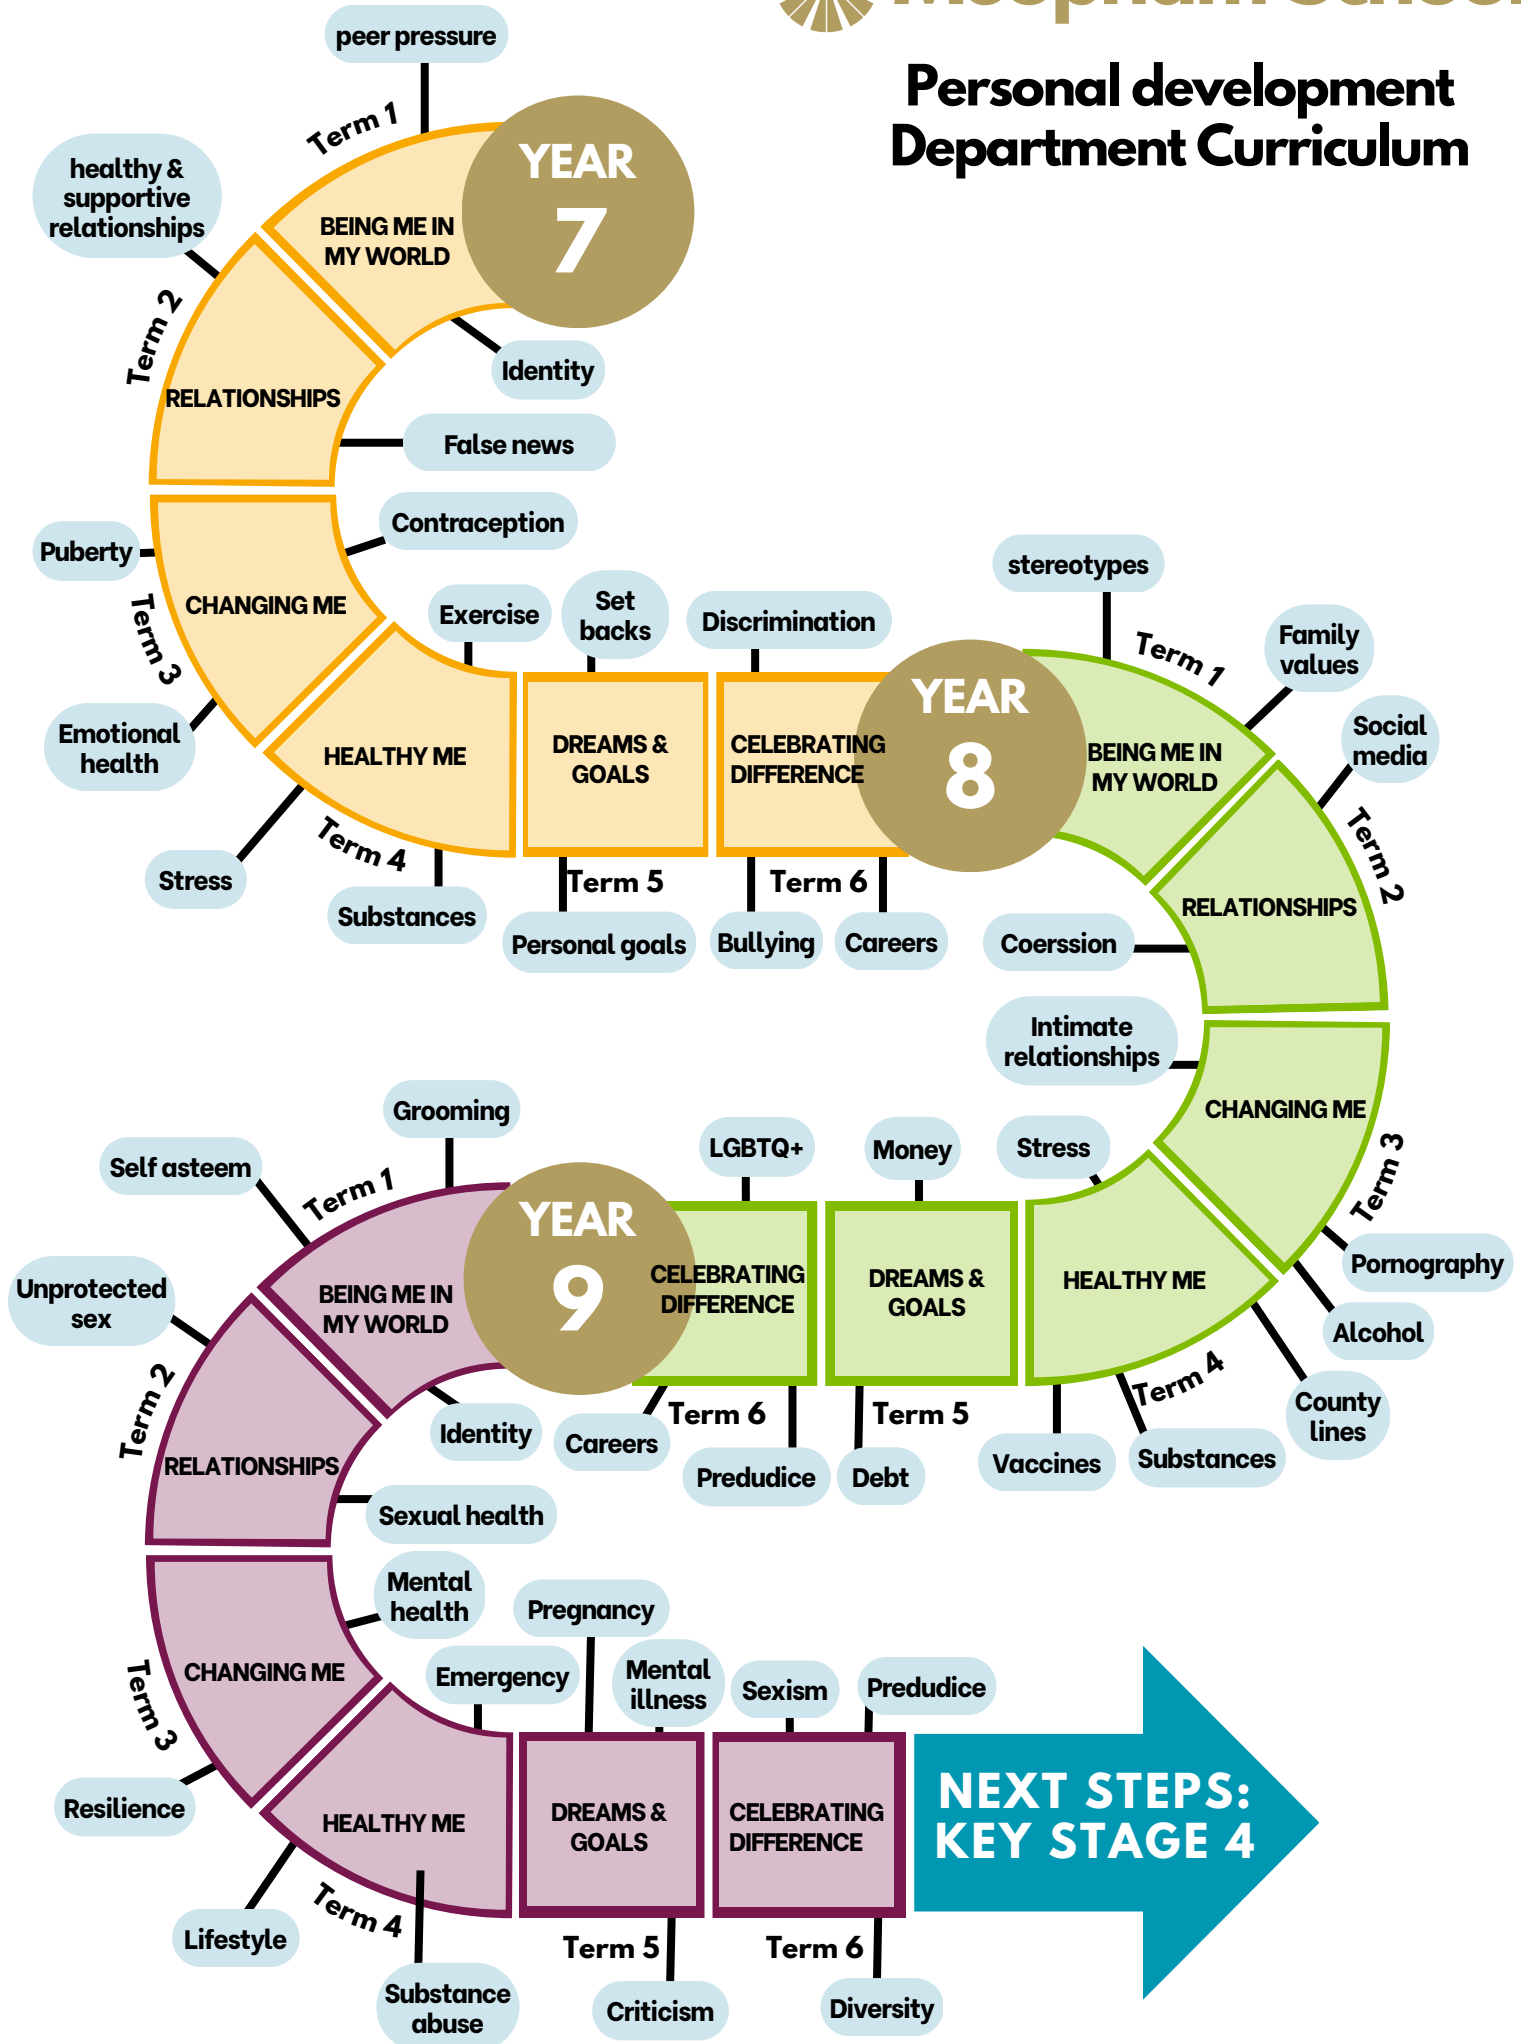 Personal development
Department Curriculum
peer pressure
Term 1
YEAR
7
healthy &
supportive
relationships
BEING ME IN
MY WORLD
Identity
Term 2
RELATIONSHIPS
False news
Contraception
Puberty
CHANGING ME
Term 3
Emotional
health
Exercise
HEALTHY ME
Stress
Term 4
Substances
Set
backs
DREAMS &
GOALS
Term 5
Personal goals
Discrimination
CELEBRATING
DIFFERENCE
Term 6
Bullying
Careers
YEAR
8
stereotypes
Term 1
Family
values
BEING ME IN
MY WORLD
Social
media
Term 2
RELATIONSHIPS
Coerssion
Intimate
relationships
CHANGING ME
Term 3
Pornography
Alcohol
Stress
HEALTHY ME
Term 4
County
lines
Substances
Vaccines
Money
DREAMS &
GOALS
Term 5
Debt
LGBTQ+
CELEBRATING
DIFFERENCE
Term 6
Predudice
Careers
YEAR
9
Grooming
Self asteem
Term 1
BEING ME IN
MY WORLD
Identity
Unprotected
sex
Term 2
RELATIONSHIPS
Sexual health
Mental
health
CHANGING ME
Term 3
Resilience
Emergency
HEALTHY ME
Lifestyle
Term 4
Substance
abuse
Pregnancy
Mental
illness
DREAMS &
GOALS
Term 5
Criticism
Sexism
Predudice
CELEBRATING
DIFFERENCE
Term 6
Diversity
NEXT STEPS:
KEY STAGE 4